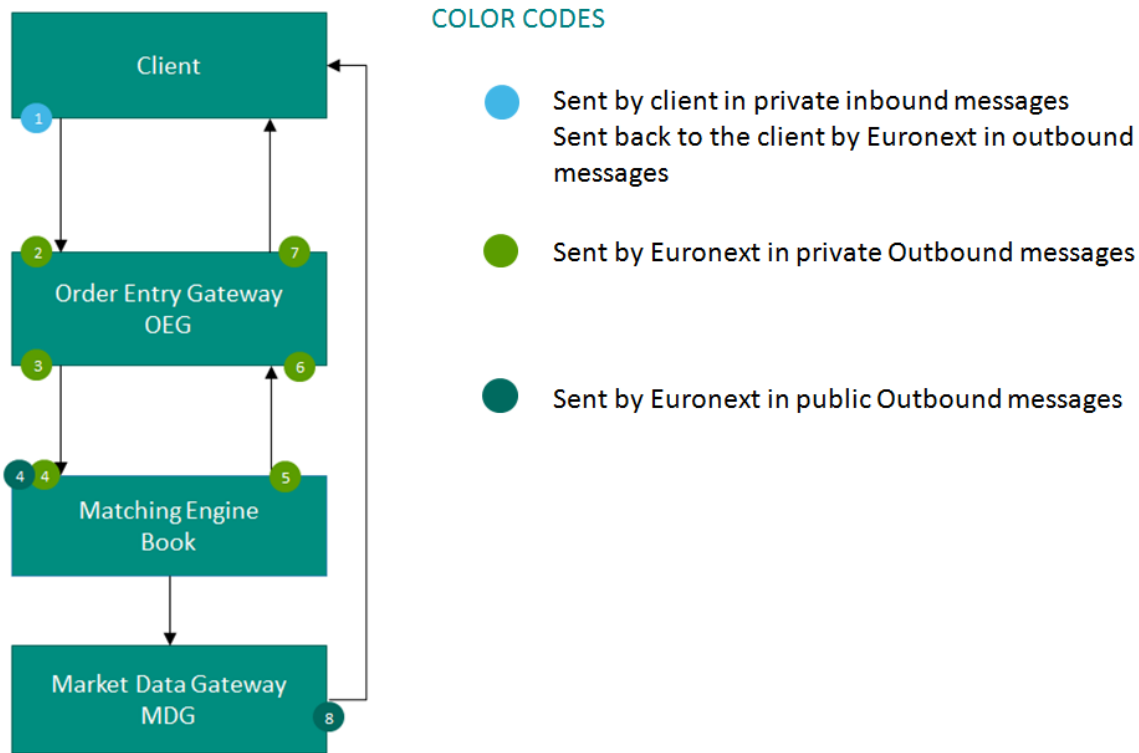 COLOR CODES
Client
1
Sent by client in private inbound messages
Sent back to the client by Euronext in outbound
messages
2
7
Sent by Euronext in private Outbound messages
Order Entry Gateway
OEG
3
6
Sent by Euronext in public Outbound messages
4
4
5
Matching Engine
Book
Market Data Gateway
MDG
8